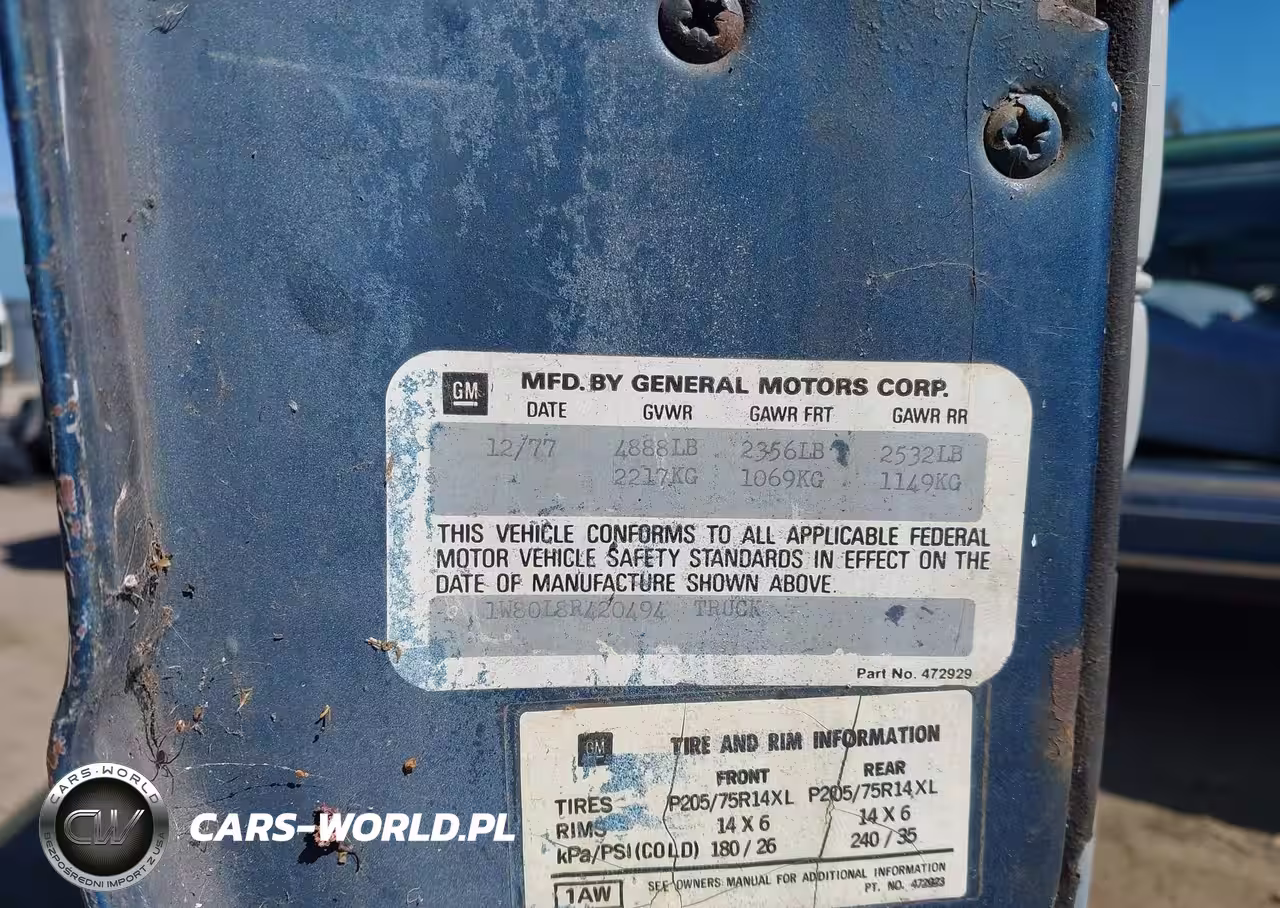 GM MFD. BY GENERAL MOTORS CORP.
DATE GVWR GAWR FRT GAWR RR
12/77 4888LB 2356LB 2532LB
2217KG 1069KG 1149KG
THIS VEHICLE CONFORMS TO ALL APPLICABLE FEDERAL
MOTOR VEHICLE SAFETY STANDARDS IN EFFECT ON THE
DATE OF MANUFACTURE SHOWN ABOVE.
1W80L8R420494 TRUCK
Part No. 472929
GM TIRE AND RIM INFORMATION
FRONT REAR
TIRES P205/75R14XL P205/75R14XL
RIMS 14 X 6 14 X 6
kPa/PSI(COLD) 180 / 26 240 / 35
1AW SEE OWNERS MANUAL FOR ADDITIONAL INFORMATION
PT. NO. 472923
CARS-WORLD
CW
BEZPOŚREDNI IMPORT Z USA
CARS-WORLD.PL